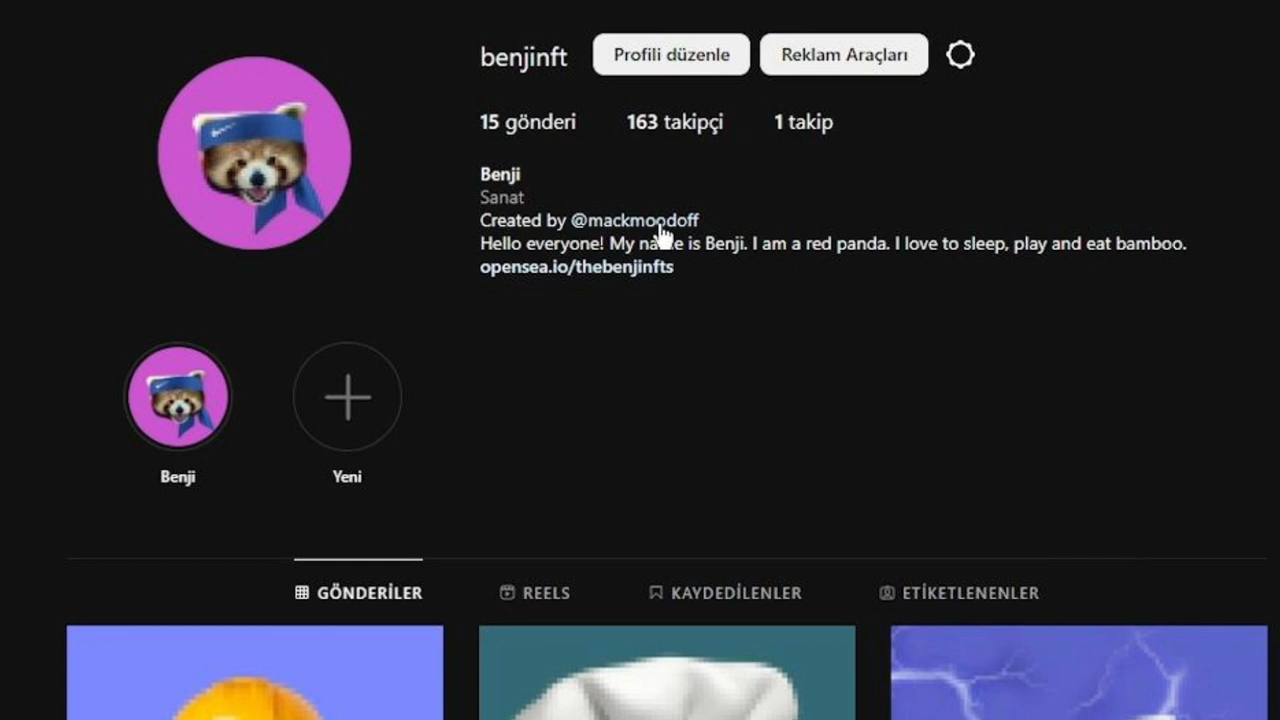 benjinft Profili düzenle Reklam Araçları
15 gönderi 163 takipçi 1 takip
Benji
Sanat
Created by @mackmoodoff
Hello everyone! My name is Benji. I am a red panda. I love to sleep, play and eat bamboo.
opensea.io/thebenjinfts
Benji Yeni
GÖNDERİLER REELS KAYDEDİLENLER ETİKETLENENLER